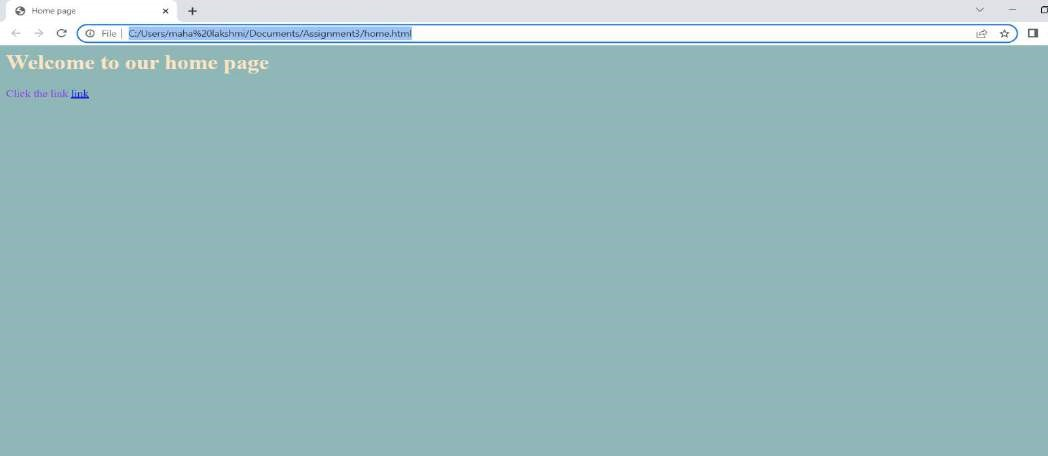 Home page
File C:/Users/maha%20lakshmi/Documents/Assignment3/home.html
Welcome to our home page
Click the link link